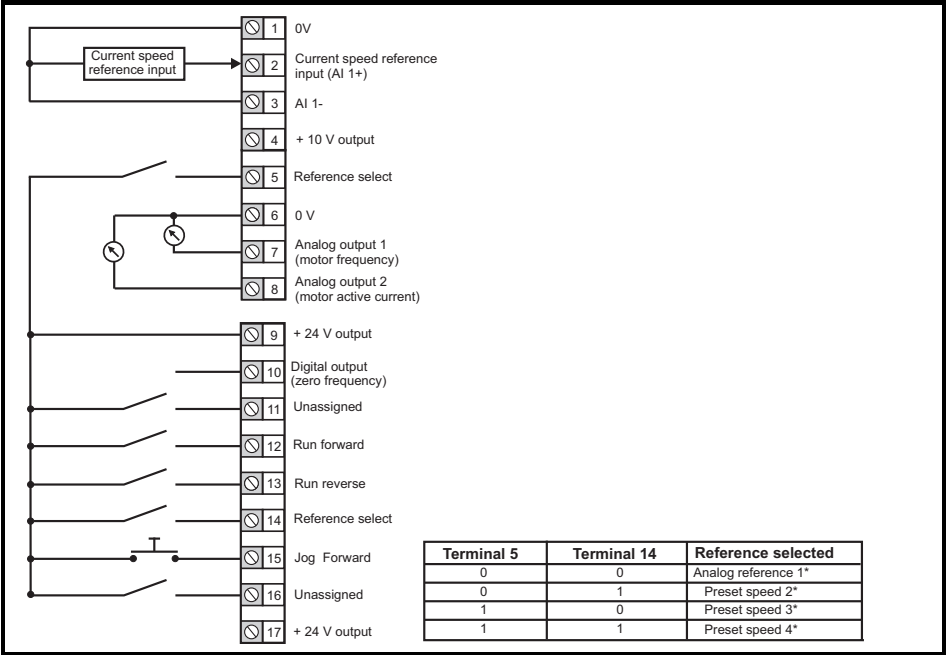 1 0V
Current speed
reference input
2 Current speed reference
input (AI 1+)
3 AI 1-
4 + 10 V output
5 Reference select
6 0 V
7 Analog output 1
(motor frequency)
8 Analog output 2
(motor active current)
9 + 24 V output
10 Digital output
(zero frequency)
11 Unassigned
12 Run forward
13 Run reverse
14 Reference select
15 Jog Forward
16 Unassigned
17 + 24 V output
Terminal 5 Terminal 14 Reference selected
0 0 Analog reference 1*
0 1 Preset speed 2*
1 0 Preset speed 3*
1 1 Preset speed 4*